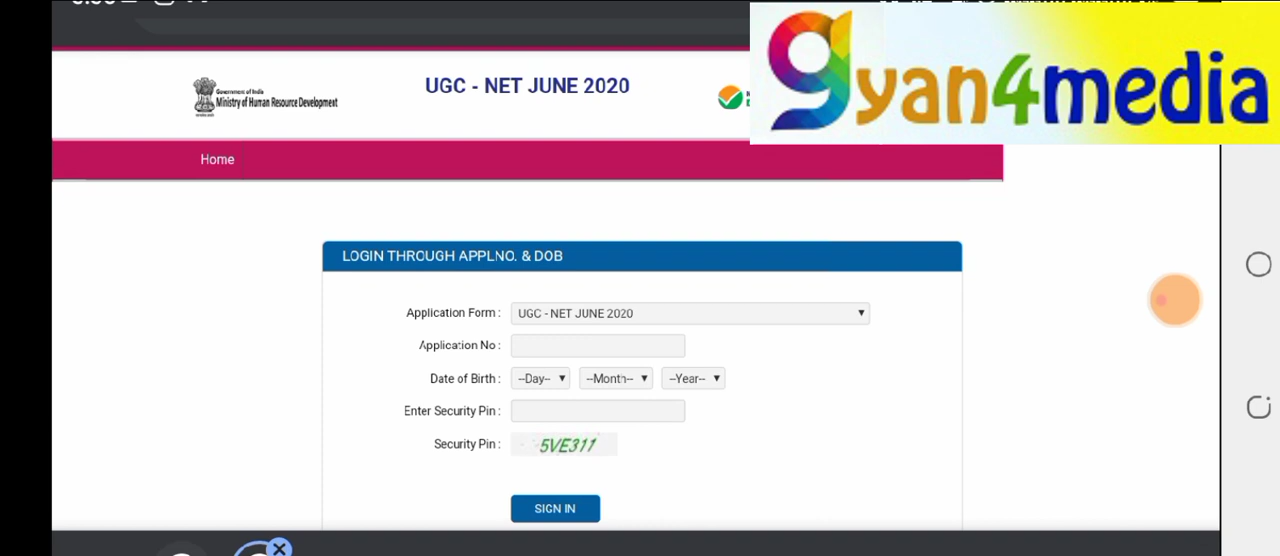 gyan4media
Government of India
Ministry of Human Resource Development
UGC - NET JUNE 2020
Home
LOGIN THROUGH APPLNO. & DOB
Application Form : UGC - NET JUNE 2020
Application No :
Date of Birth : --Day-- --Month-- --Year--
Enter Security Pin :
Security Pin : 5VE311
SIGN IN